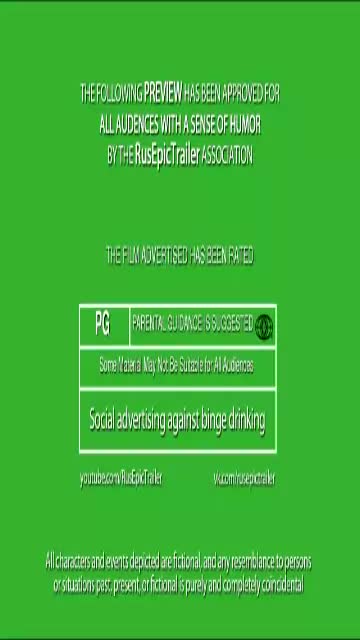 THE FOLLOWING PREVIEW HAS BEEN APPROVED FOR
ALL AUDENCES WITH A SENSE OF HUMOR
BY THE RusEpicTrailer ASSOCIATION
THE FILM ADVERTISED HAS BEEN RATED
PG PARENTAL GUIDANCE IS SUGGESTED
Some Material May Not Be Suitable for All Audiences
Social advertising against binge drinking
youtube.com/RusEpicTrailer vk.com/rusepictrailer
All characters and events depicted are fictional, and any resemblance to persons
or situations past, present, or fictional is purely and completely coincidental